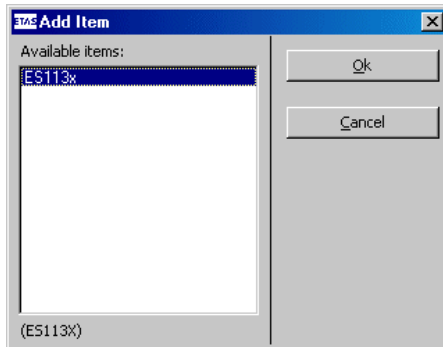 ETAS Add Item
Available items:
ES113x
Ok
Cancel
(ES113X)